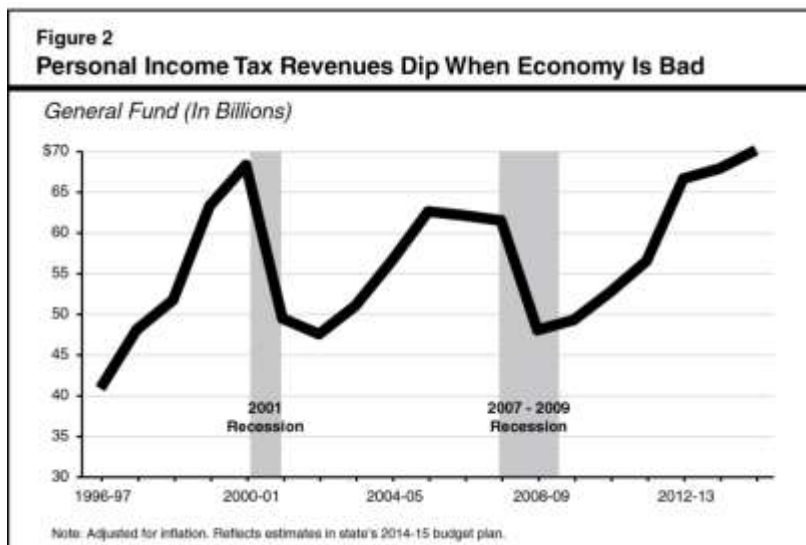 Figure 2
Personal Income Tax Revenues Dip When Economy Is Bad
General Fund (In Billions)
$70
65
60
55
50
45
40
35
30
2001
Recession
2007 - 2009
Recession
1996-97
2000-01
2004-05
2008-09
2012-13
Note: Adjusted for inflation. Reflects estimates in state's 2014-15 budget plan.